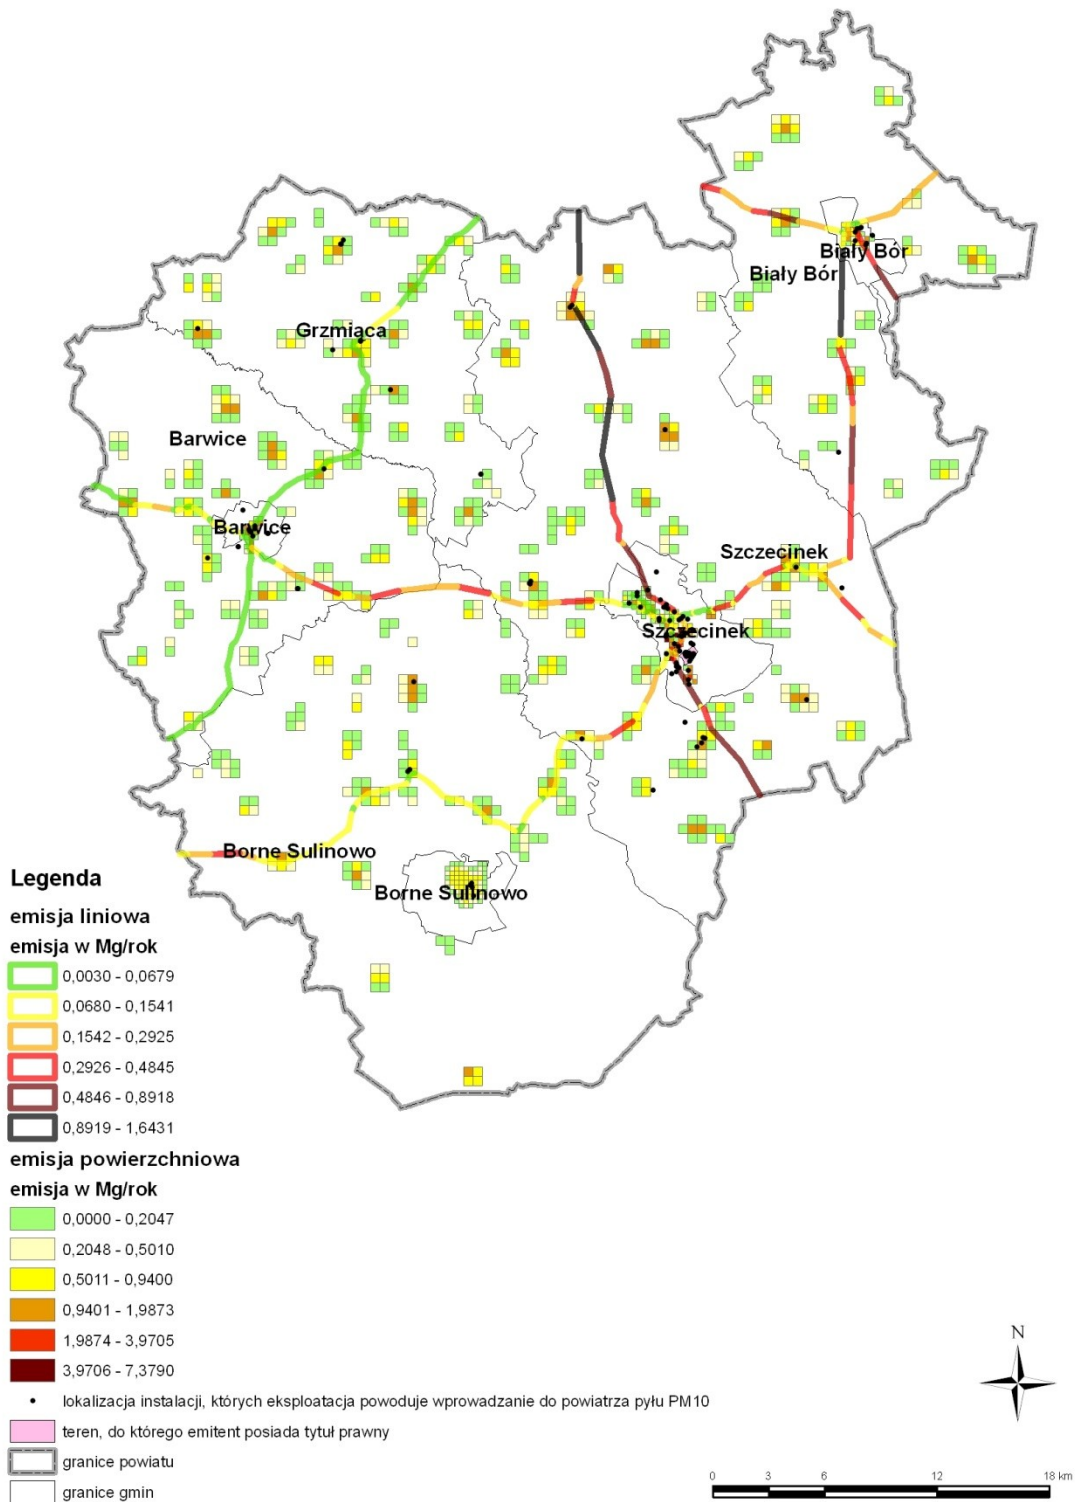 Biały Bór
Biały Bór
Grzmiąca
Barwice
Barwice
Szczecinek
Szczecinek
Borne Sulinowo
Borne Sulinowo
Legenda
emisja liniowa
emisja w Mg/rok
0,0030 - 0,0679
0,0680 - 0,1541
0,1542 - 0,2925
0,2926 - 0,4845
0,4846 - 0,8918
0,8919 - 1,6431
emisja powierzchniowa
emisja w Mg/rok
0,0000 - 0,2047
0,2048 - 0,5010
0,5011 - 0,9400
0,9401 - 1,9873
1,9874 - 3,9705
3,9706 - 7,3790
lokalizacja instalacji, których eksploatacja powoduje wprowadzanie do powiatrza pyłu PM10
teren, do którego emitent posiada tytuł prawny
granice powiatu
granice gmin
N
0 3 6 12 18 km